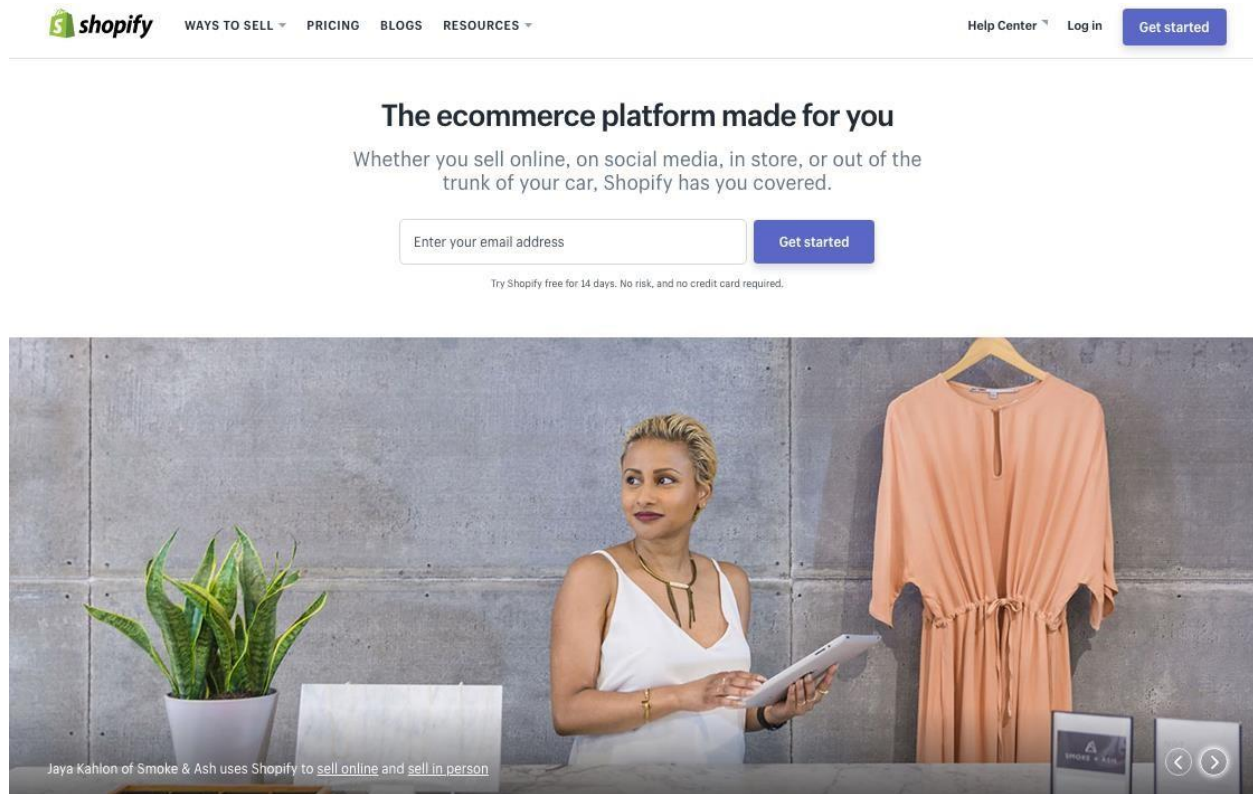 shopify
WAYS TO SELL PRICING BLOGS RESOURCES
Help Center Log in Get started
The ecommerce platform made for you
Whether you sell online, on social media, in store, or out of the
trunk of your car, Shopify has you covered.
Enter your email address Get started
Try Shopify free for 14 days. No risk, and no credit card required.
SMOKE + ASH
Jaya Kahlon of Smoke & Ash uses Shopify to sell online and sell in person